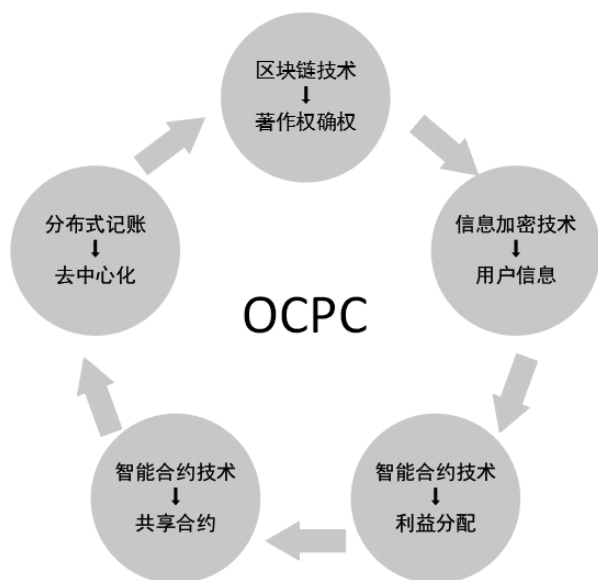 区块链技术
著作权确权
信息加密技术
用户信息
智能合约技术
利益分配
智能合约技术
共享合约
分布式记账
去中心化
OCPC